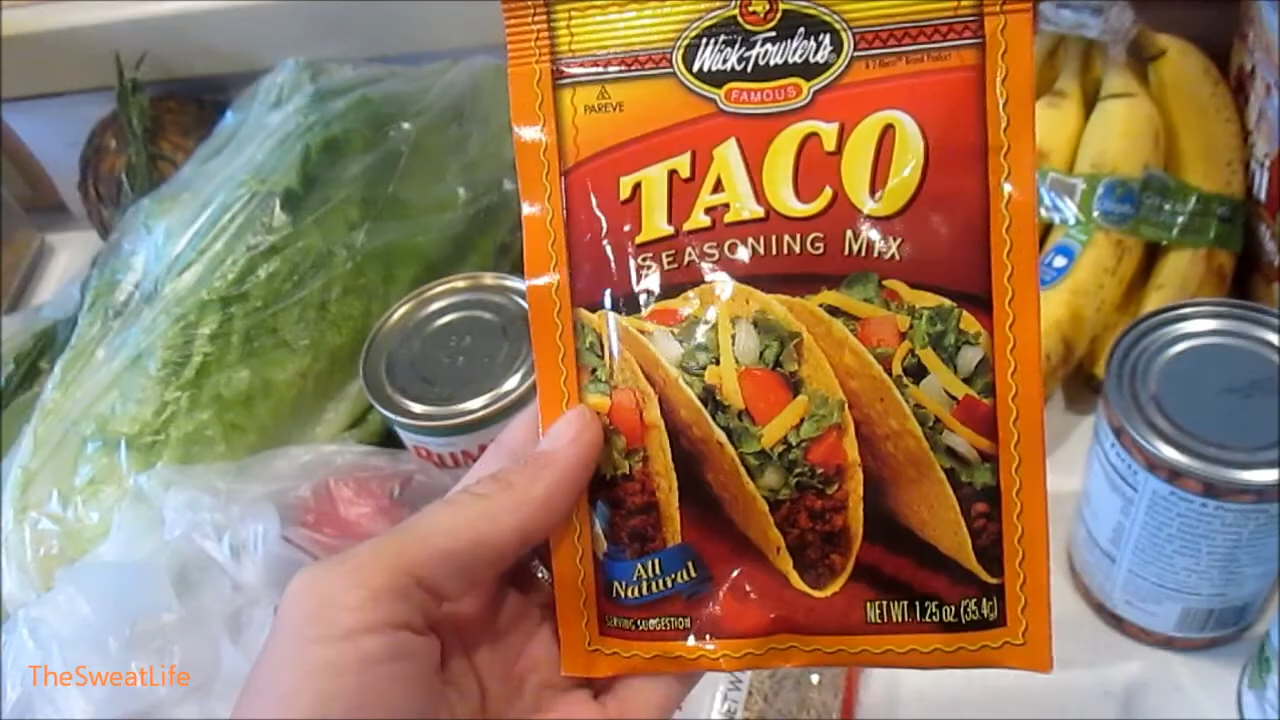 Wick Fowler's
FAMOUS
PAREVE
TACO
SEASONING MIX
All
Natural
SERVING SUGGESTION
NET WT. 1.25 oz. (35.4g)
TheSweatLife